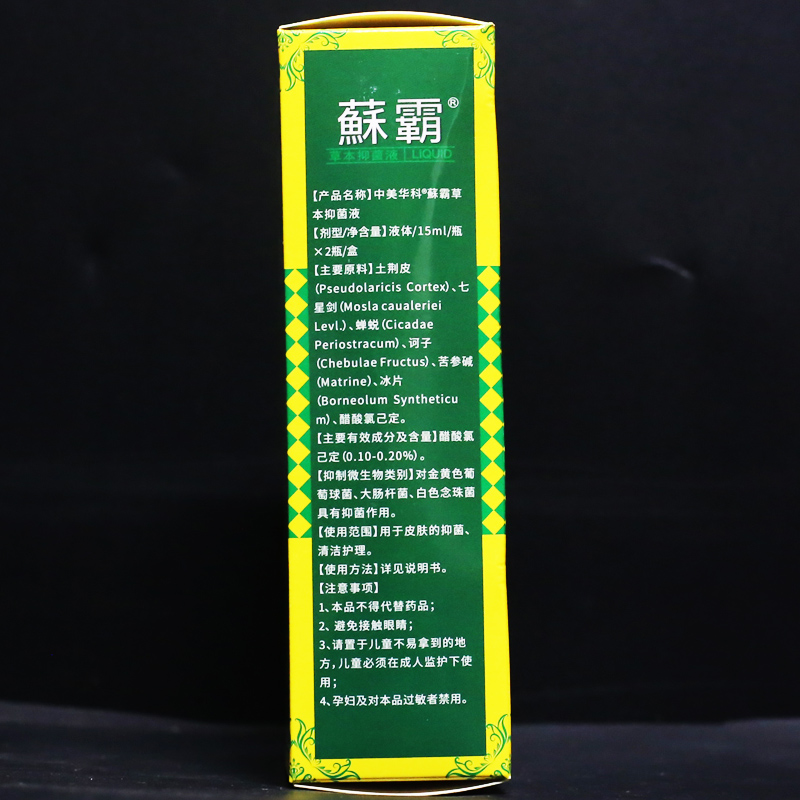 蘇霸®
草本抑菌液 | LIQUID
【产品名称】中美华科®蘇霸草
本抑菌液
【剂型/净含量】液体/15ml/瓶
×2瓶/盒
【主要原料】土荆皮
(Pseudolaricis Cortex)、七
星剑(Mosla caualeriei
Levl.)、蝉蜕(Cicadae
Periostracum)、诃子
(Chebulae Fructus)、苦参碱
(Matrine)、冰片
(Borneolum Syntheticu
m)、醋酸氯己定。
【主要有效成分及含量】醋酸氯
己定(0.10-0.20%)。
【抑制微生物类别】对金黄色葡
萄球菌、大肠杆菌、白色念珠菌
具有抑菌作用。
【使用范围】用于皮肤的抑菌、
清洁护理。
【使用方法】详见说明书。
【注意事项】
1、本品不得代替药品；
2、避免接触眼睛；
3、请置于儿童不易拿到的地
方,儿童必须在成人监护下使
用；
4、孕妇及对本品过敏者禁用。